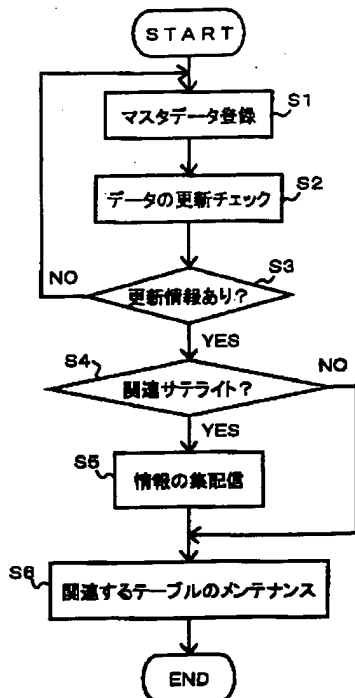 START
マスタデータ登録
S1
データの更新チェック
S2
S3
NO
更新情報あり?
YES
S4
NO
関連サテライト?
YES
S5
情報の集配信
S6
関連するテーブルのメンテナンス
END